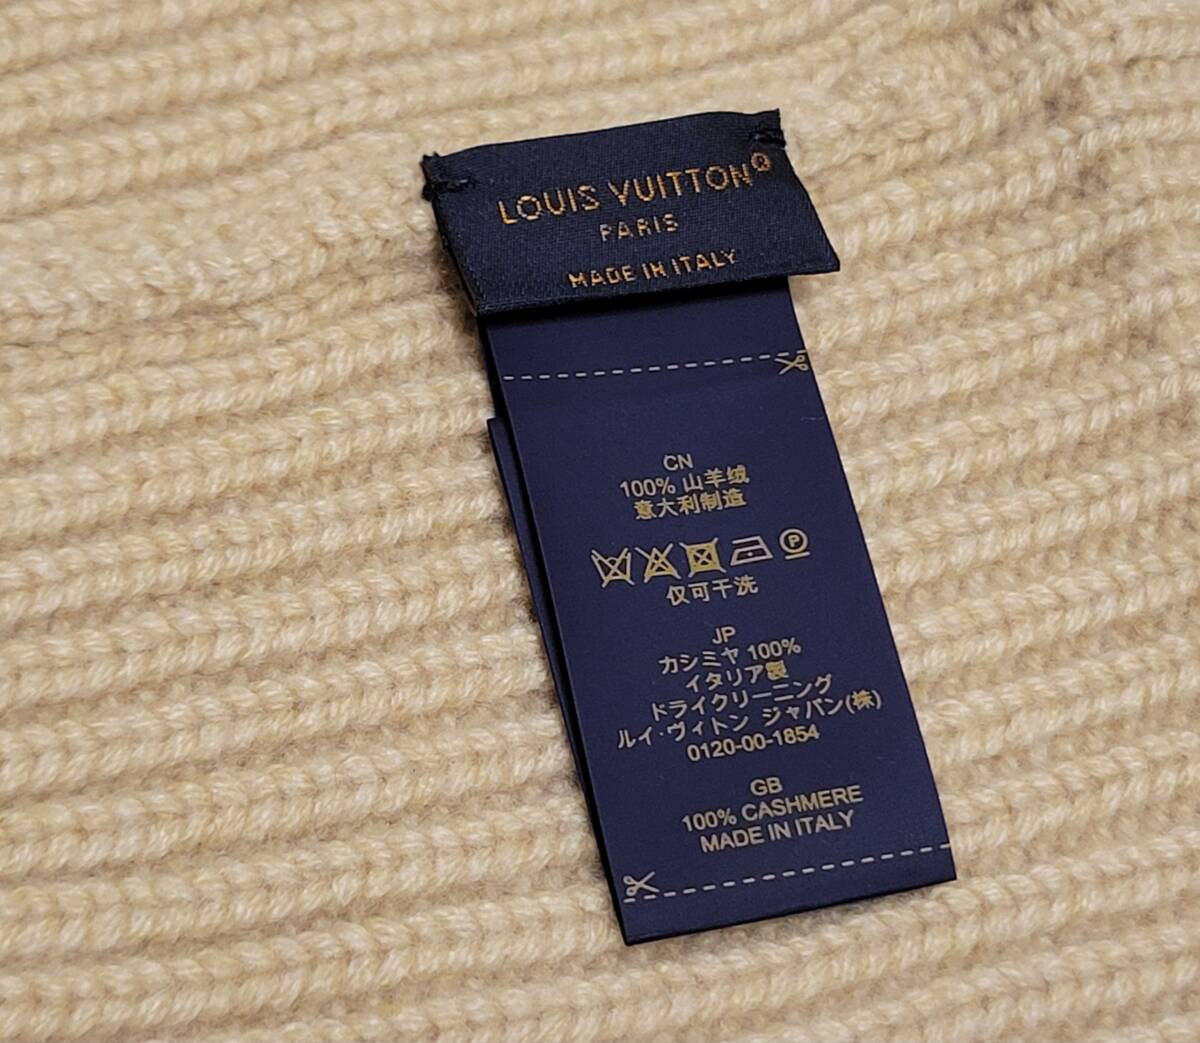 LOUIS VUITTON®
PARIS
MADE IN ITALY
CN
100% 山羊绒
意大利制造
P
仅可干洗
JP
カシミヤ 100%
イタリア製
ドライクリーニング
ルイ・ヴィトン ジャパン(株)
0120-00-1854
GB
100% CASHMERE
MADE IN ITALY